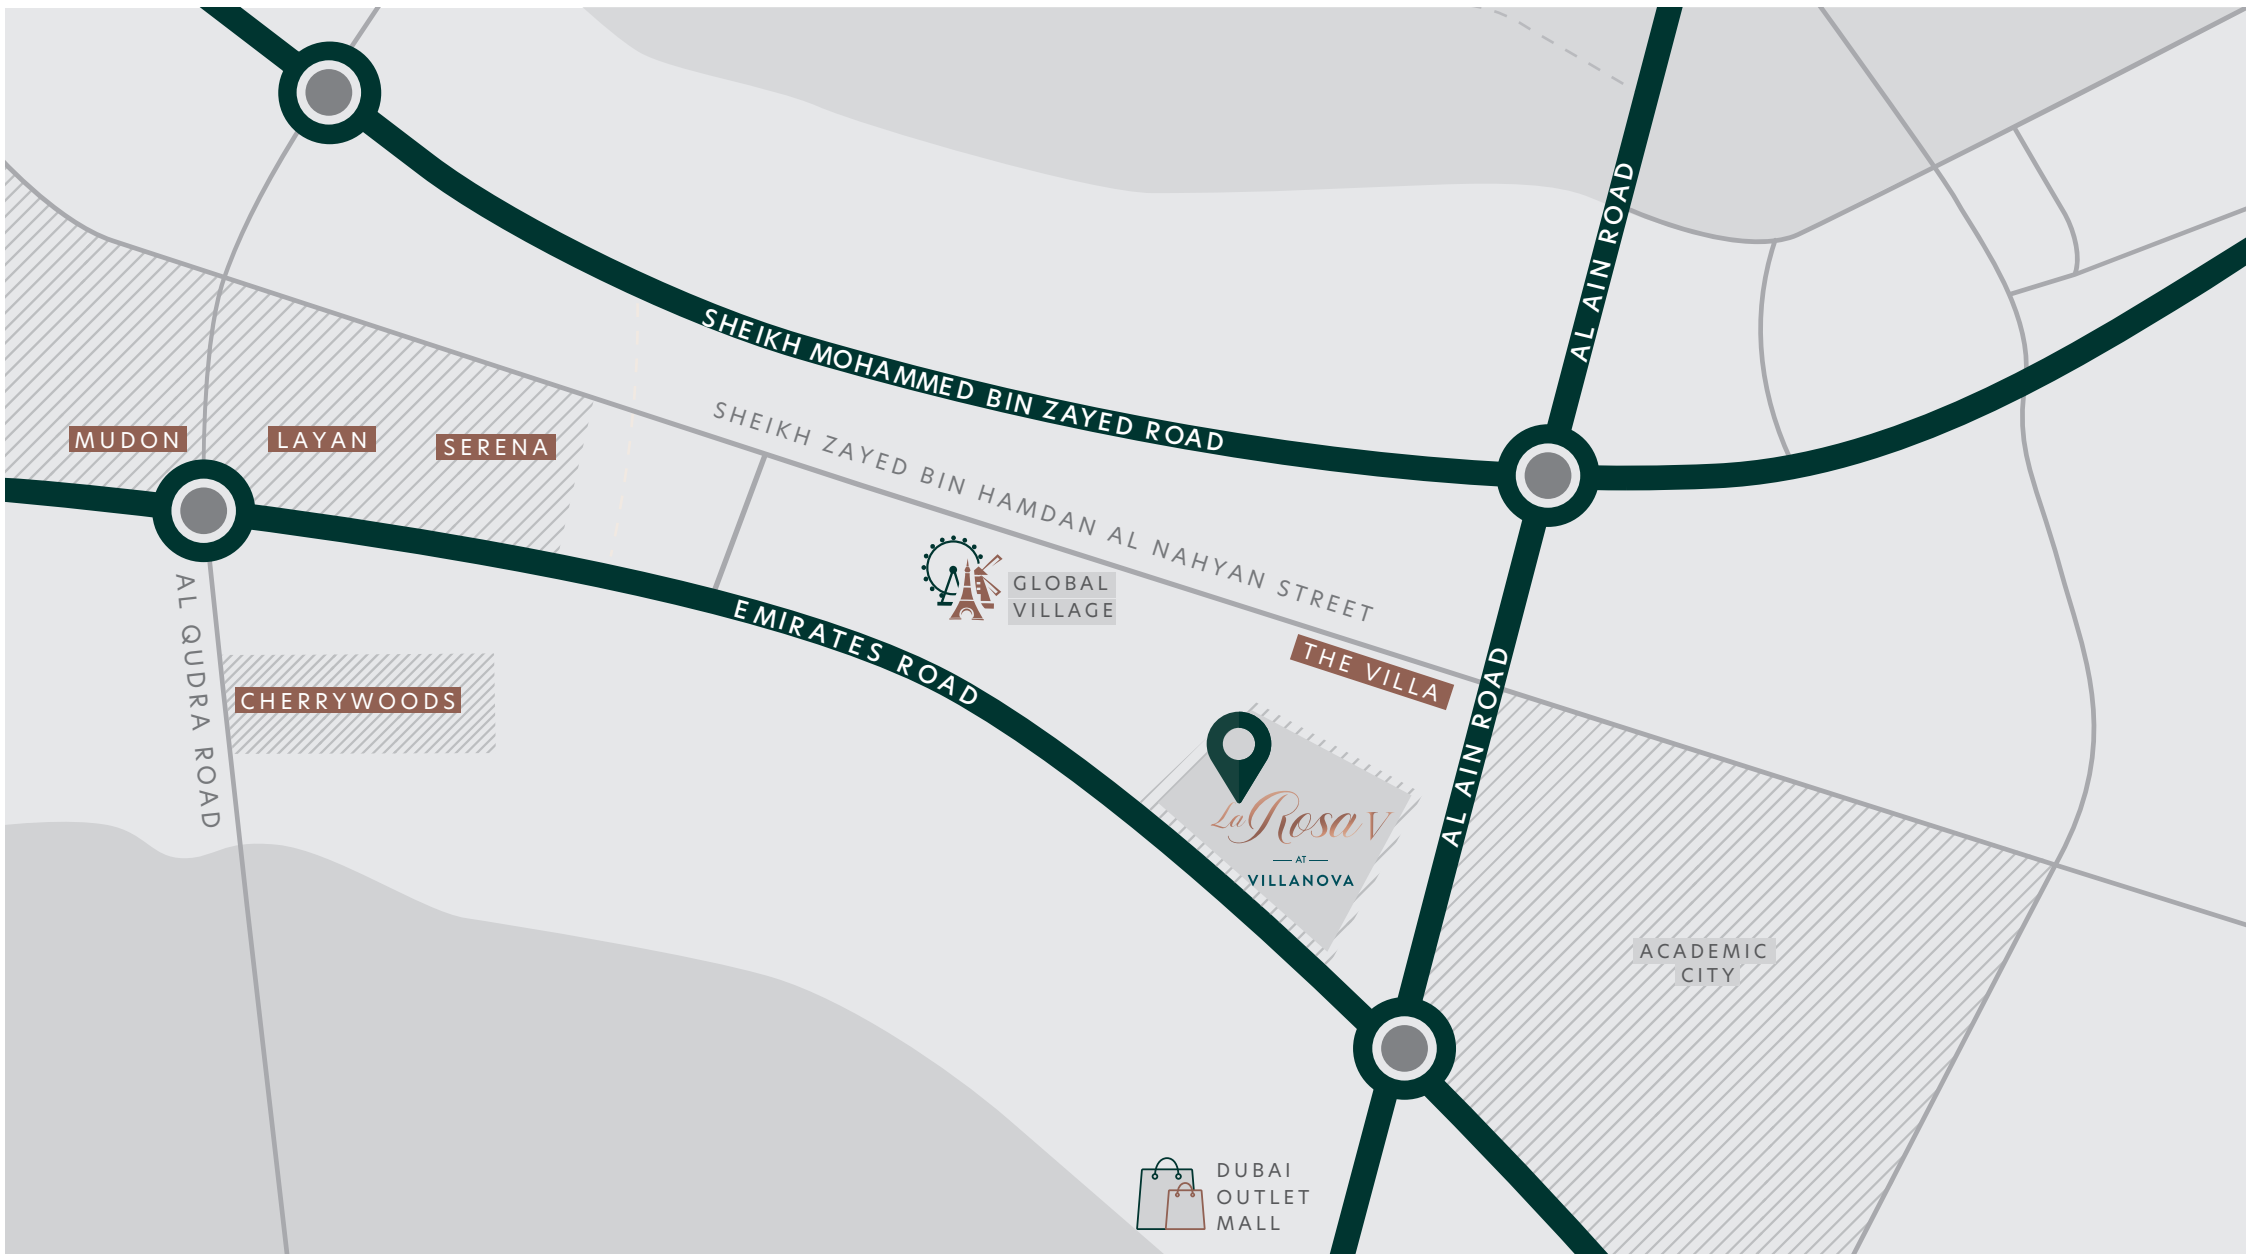 AL AIN ROAD
SHEIKH MOHAMMED BIN ZAYED ROAD
SHEIKH ZAYED BIN HAMDAN AL NAHYAN STREET
MUDON
LAYAN
SERENA
GLOBAL
VILLAGE
EMIRATES ROAD
AL QUDRA ROAD
CHERRYWOODS
THE VILLA
AL AIN ROAD
La Rosa V
AT
VILLANOVA
ACADEMIC
CITY
DUBAI
OUTLET
MALL